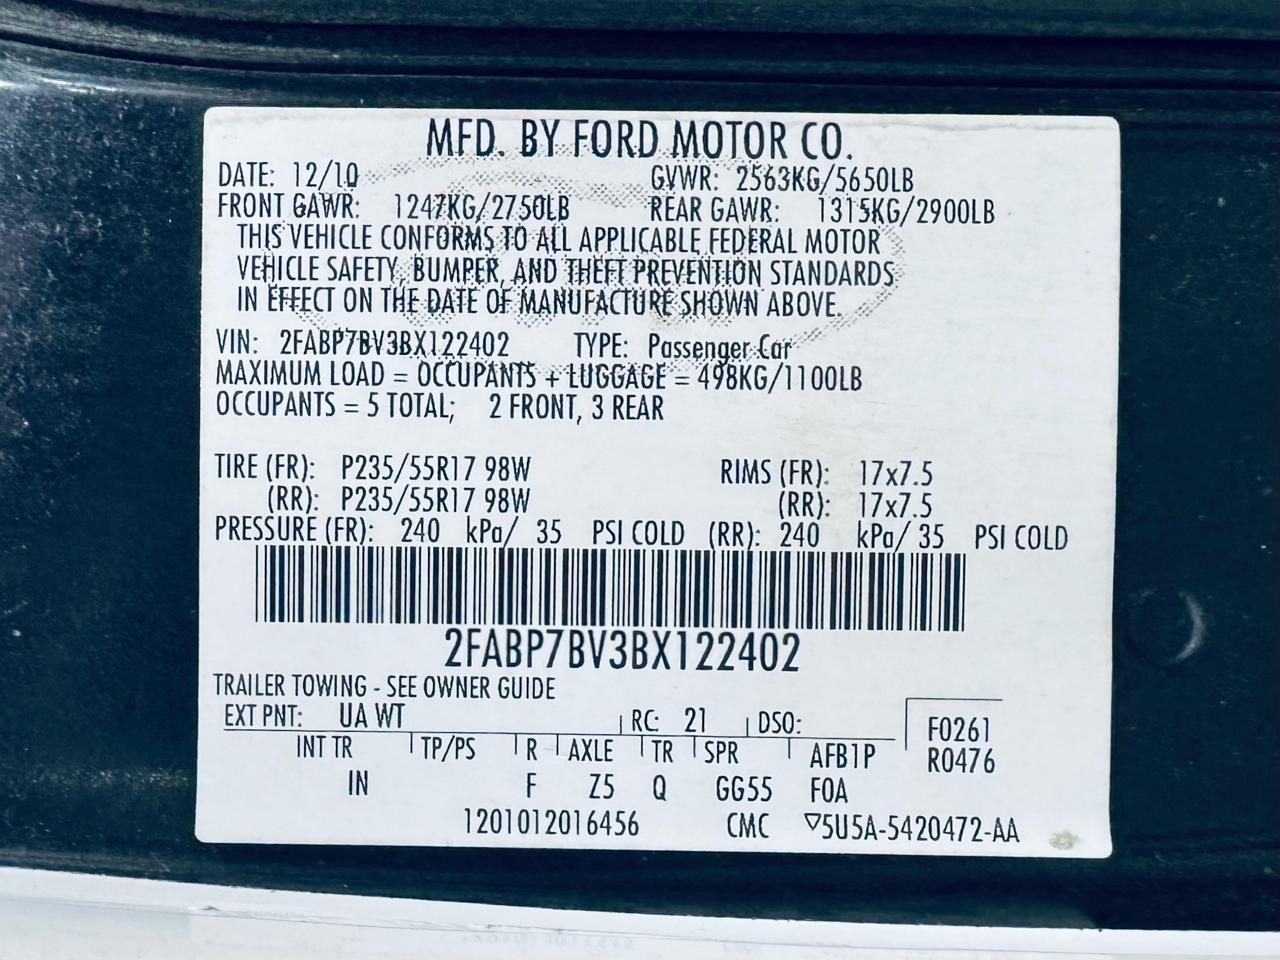 MFD. BY FORD MOTOR CO.
DATE: 12/10 GVWR: 2563KG/5650LB
FRONT GAWR: 1247KG/2750LB REAR GAWR: 1315KG/2900LB
THIS VEHICLE CONFORMS TO ALL APPLICABLE FEDERAL MOTOR
VEHICLE SAFETY, BUMPER, AND THEFT PREVENTION STANDARDS
IN EFFECT ON THE DATE OF MANUFACTURE SHOWN ABOVE.
VIN: 2FABP7BV3BX122402 TYPE: Passenger Car
MAXIMUM LOAD = OCCUPANTS + LUGGAGE = 498KG/1100LB
OCCUPANTS = 5 TOTAL; 2 FRONT, 3 REAR
TIRE (FR): P235/55R17 98W RIMS (FR): 17x7.5
(RR): P235/55R17 98W (RR): 17x7.5
PRESSURE (FR): 240 kPa/ 35 PSI COLD (RR): 240 kPa/ 35 PSI COLD
2FABP7BV3BX122402
TRAILER TOWING - SEE OWNER GUIDE
EXT PNT: UA WT RC: 21 DSO: F0261
INT TR TP/PS R AXLE TR SPR AFB1P R0476
IN F Z5 Q GG55 FOA
1201012016456 CMC ▽5U5A-5420472-AA